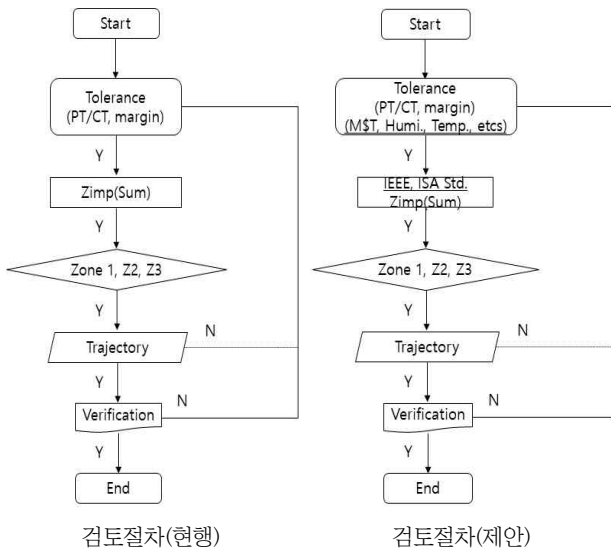 Start
Tolerance
(PT/CT, margin)
Y
Zimp(Sum)
Y
Zone 1, Z2, Z3
Y
Trajectory
N
Y
Verification
N
Y
End
검토절차(현행)
Start
Tolerance
(PT/CT, margin)
(M$T, Humi., Temp., etcs)
Y
IEEE, ISA Std.
Zimp(Sum)
Y
Zone 1, Z2, Z3
Y
Trajectory
N
Y
Verification
N
Y
End
검토절차(제안)